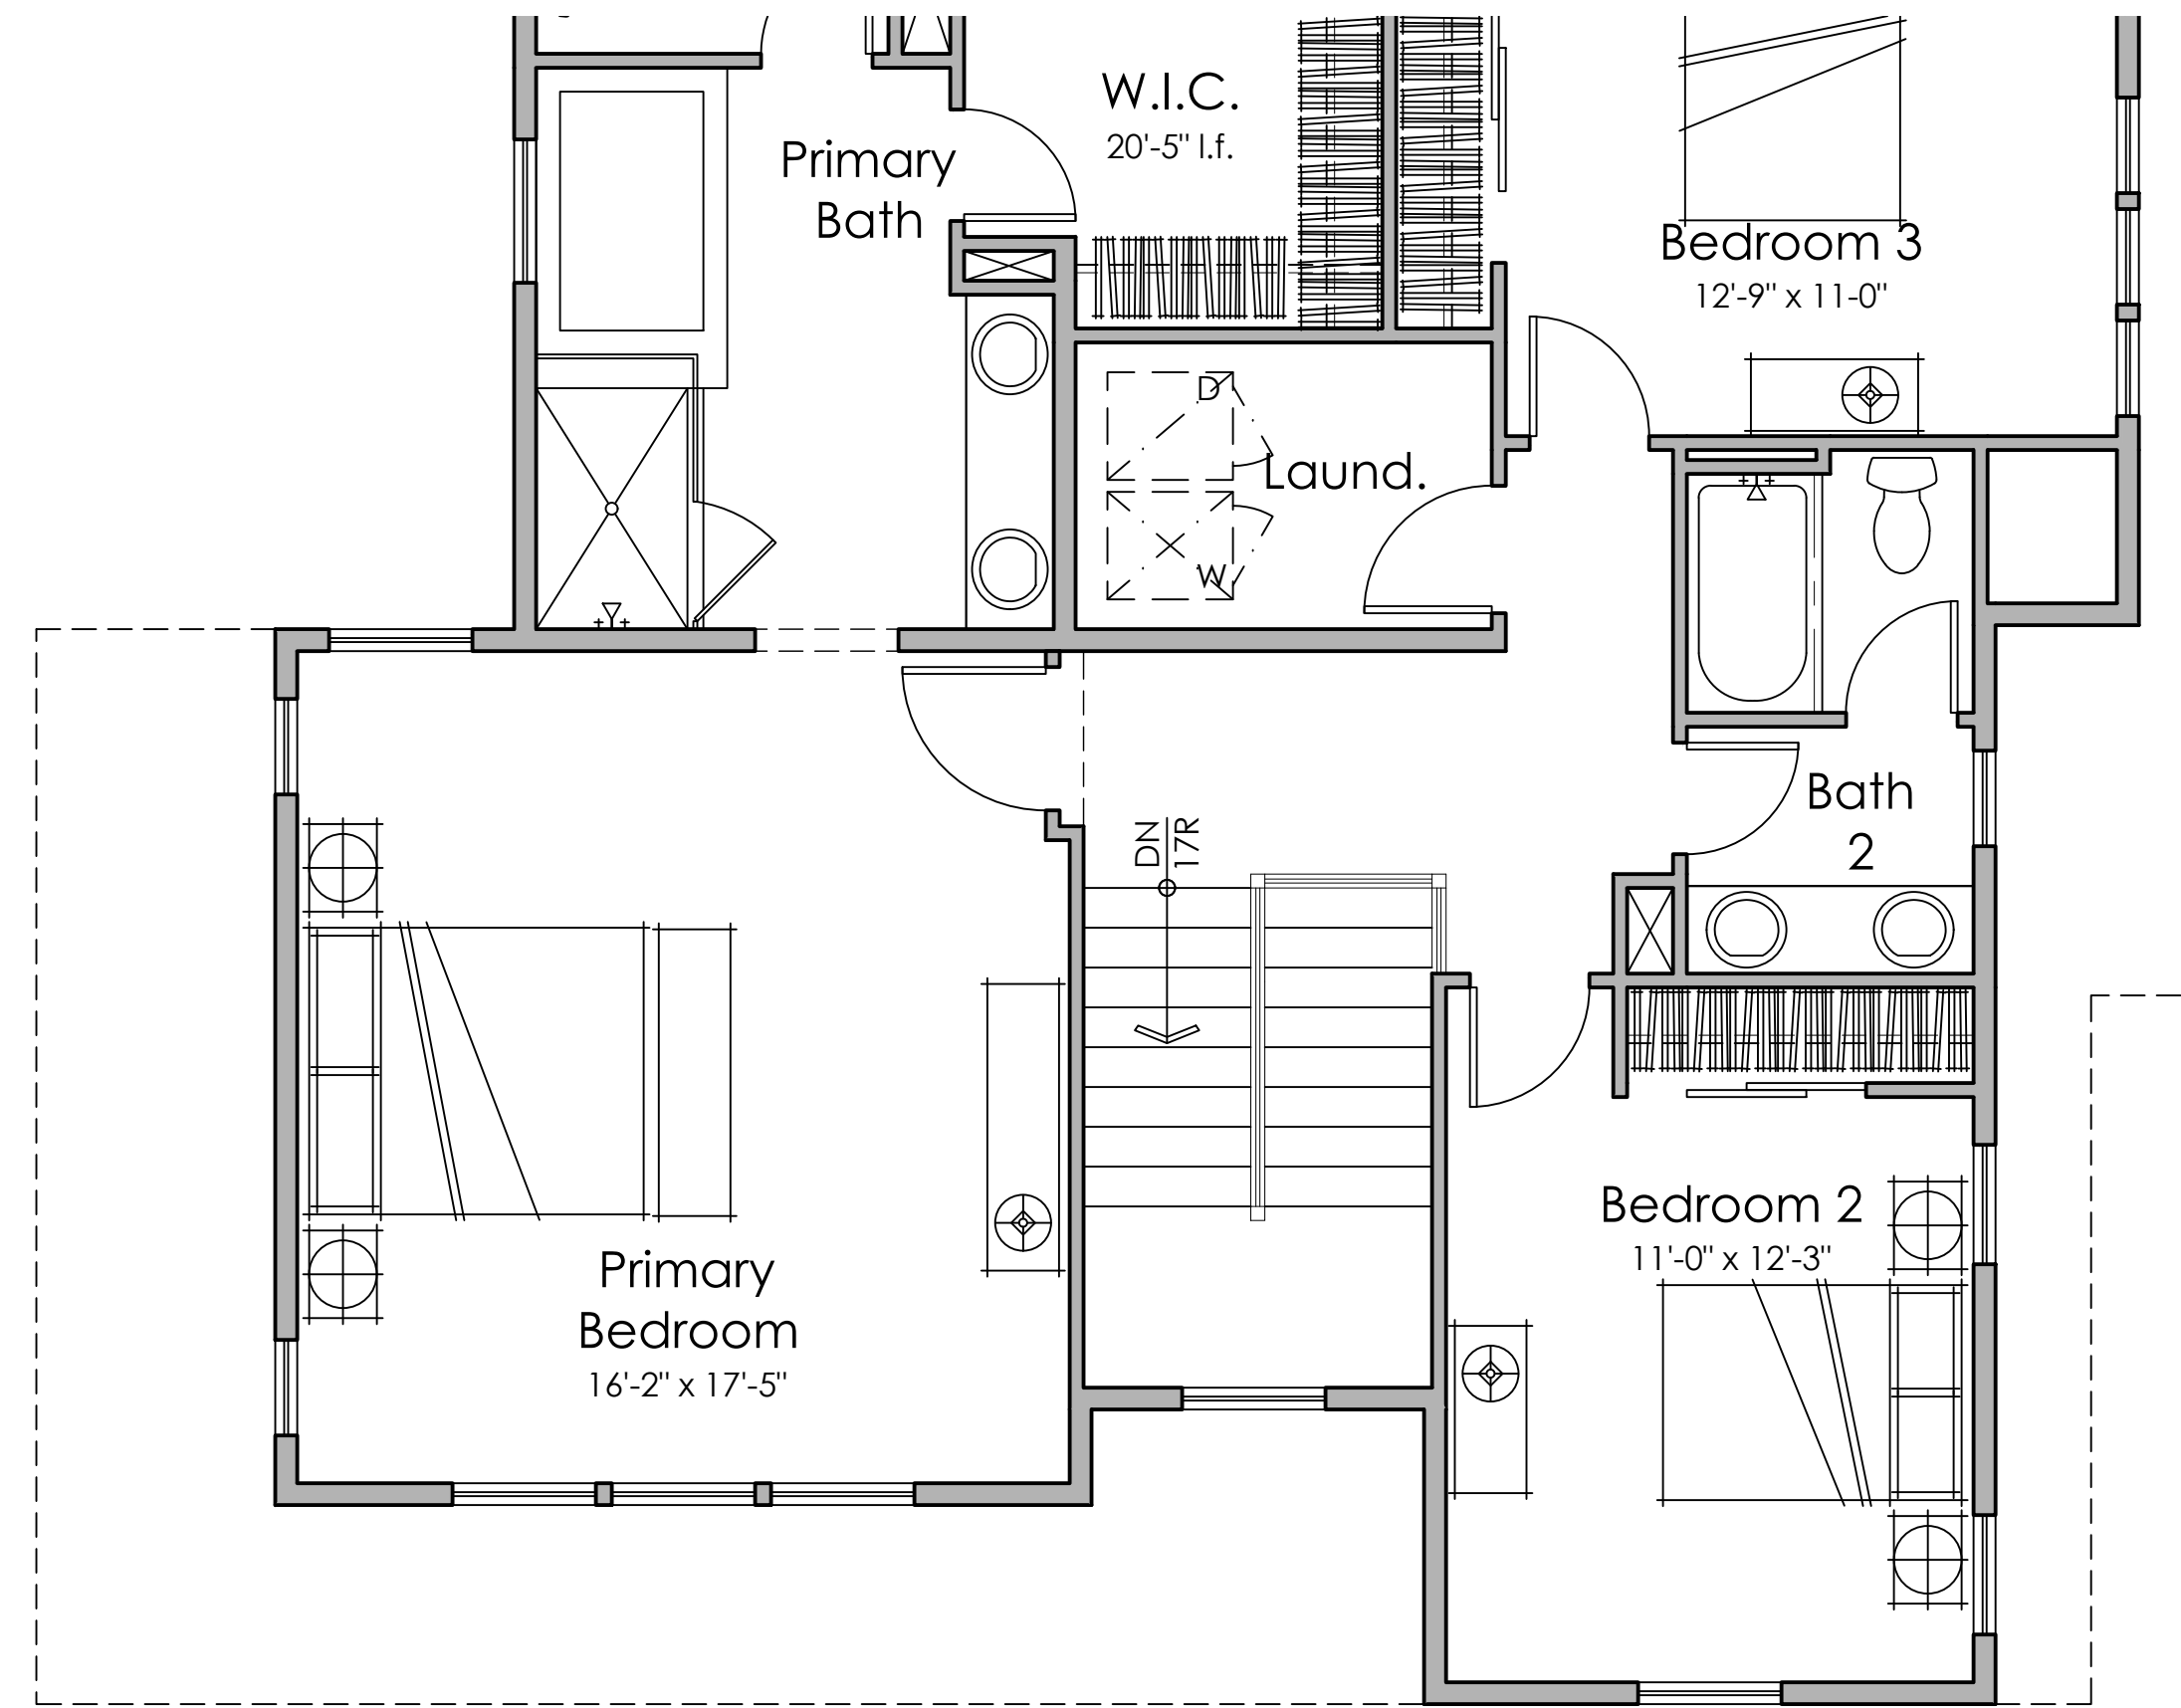 W.I.C.
20'-5" l.f.
Primary
Bath
Bedroom 3
12'-9" x 11-0"
D
Laund.
W
Bath
2
DN
17R
Bedroom 2
11'-0" x 12'-3"
Primary
Bedroom
16'-2" x 17'-5"